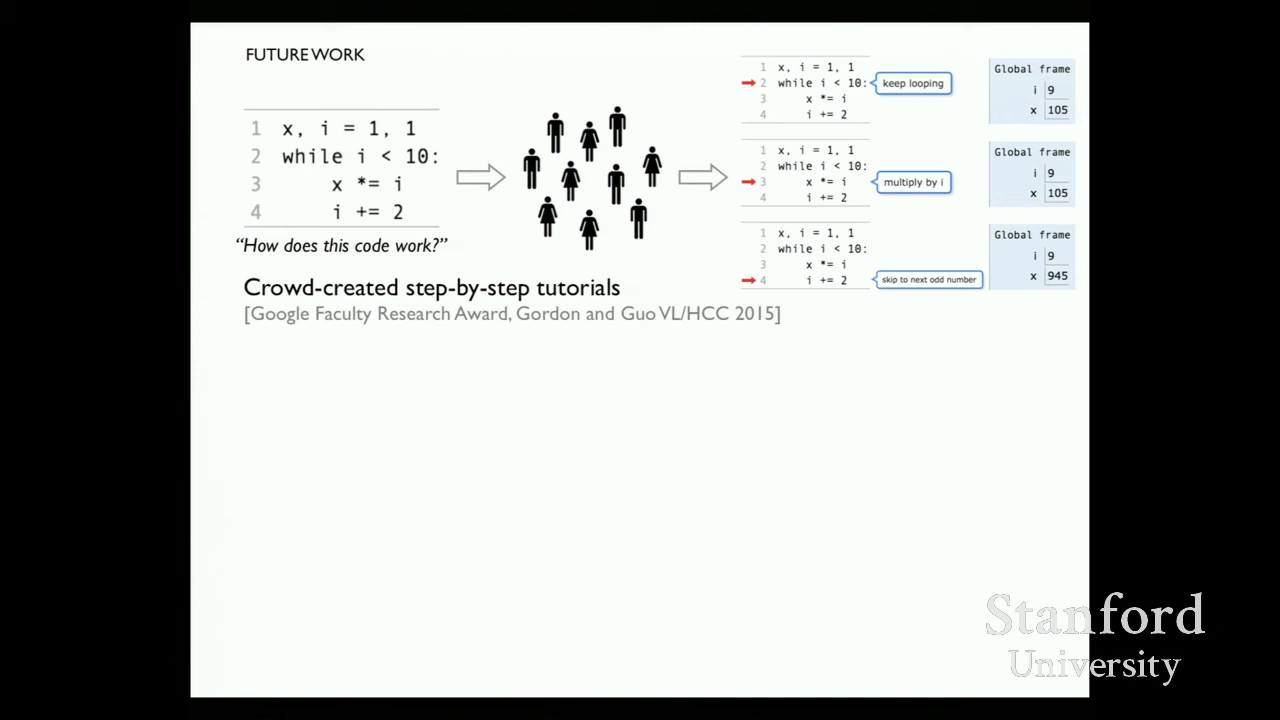 FUTURE WORK
1 x, i = 1, 1
2 while i < 10:
3 x *= i
4 i += 2
“How does this code work?”
1 x, i = 1, 1
2 while i < 10:
3 x *= i
4 i += 2
keep looping
Global frame
i 9
x 105
1 x, i = 1, 1
2 while i < 10:
3 x *= i
4 i += 2
multiply by i
Global frame
i 9
x 105
1 x, i = 1, 1
2 while i < 10:
3 x *= i
4 i += 2
skip to next odd number
Global frame
i 9
x 945
Crowd-created step-by-step tutorials
[Google Faculty Research Award, Gordon and Guo VL/HCC 2015]
Stanford
University